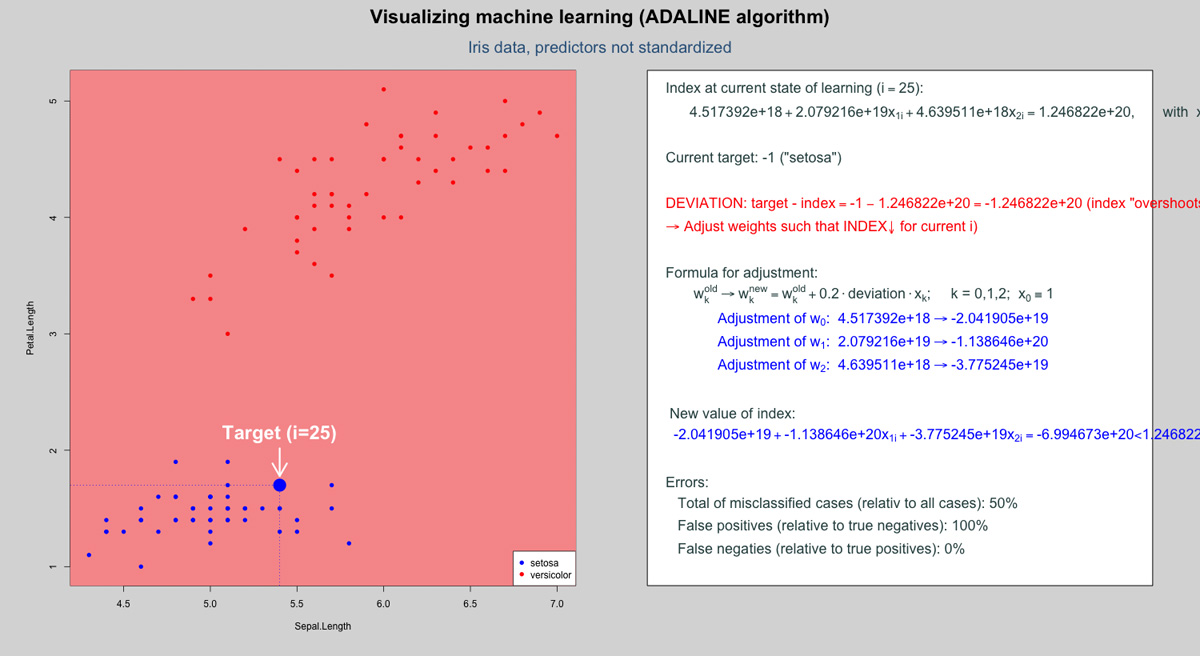 Visualizing machine learning (ADALINE algorithm)
Iris data, predictors not standardized
Petal.Length
5
4
3
2
1
Target (i=25)
setosa
versicolor
4.5 5.0 5.5 6.0 6.5 7.0
Sepal.Length
Index at current state of learning (i = 25):
4.517392e+18 + 2.079216e+19x₁ᵢ + 4.639511e+18x₂ᵢ = 1.246822e+20, with x
Current target: -1 ("setosa")
DEVIATION: target - index = -1 − 1.246822e+20 = -1.246822e+20 (index "overshoots
→ Adjust weights such that INDEX↓ for current i)
Formula for adjustment:
wₖᵒˡᵈ → wₖⁿᵉʷ = wₖᵒˡᵈ + 0.2 · deviation · xₖ; k = 0,1,2; x₀ ≡ 1
Adjustment of w₀: 4.517392e+18 → -2.041905e+19
Adjustment of w₁: 2.079216e+19 → -1.138646e+20
Adjustment of w₂: 4.639511e+18 → -3.775245e+19
New value of index:
-2.041905e+19 + -1.138646e+20x₁ᵢ + -3.775245e+19x₂ᵢ = -6.994673e+20<1.246822
Errors:
Total of misclassified cases (relativ to all cases): 50%
False positives (relative to true negatives): 100%
False negaties (relative to true positives): 0%